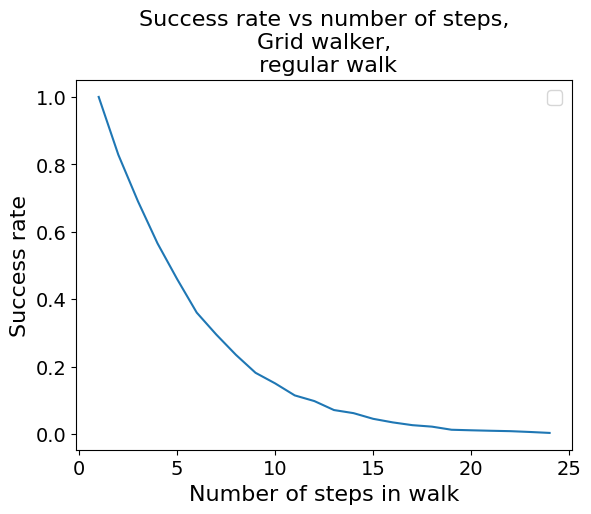 Success rate vs number of steps,
Grid walker,
regular walk
1.0
0.8
0.6
0.4
0.2
0.0
Success rate
0
5
10
15
20
25
Number of steps in walk